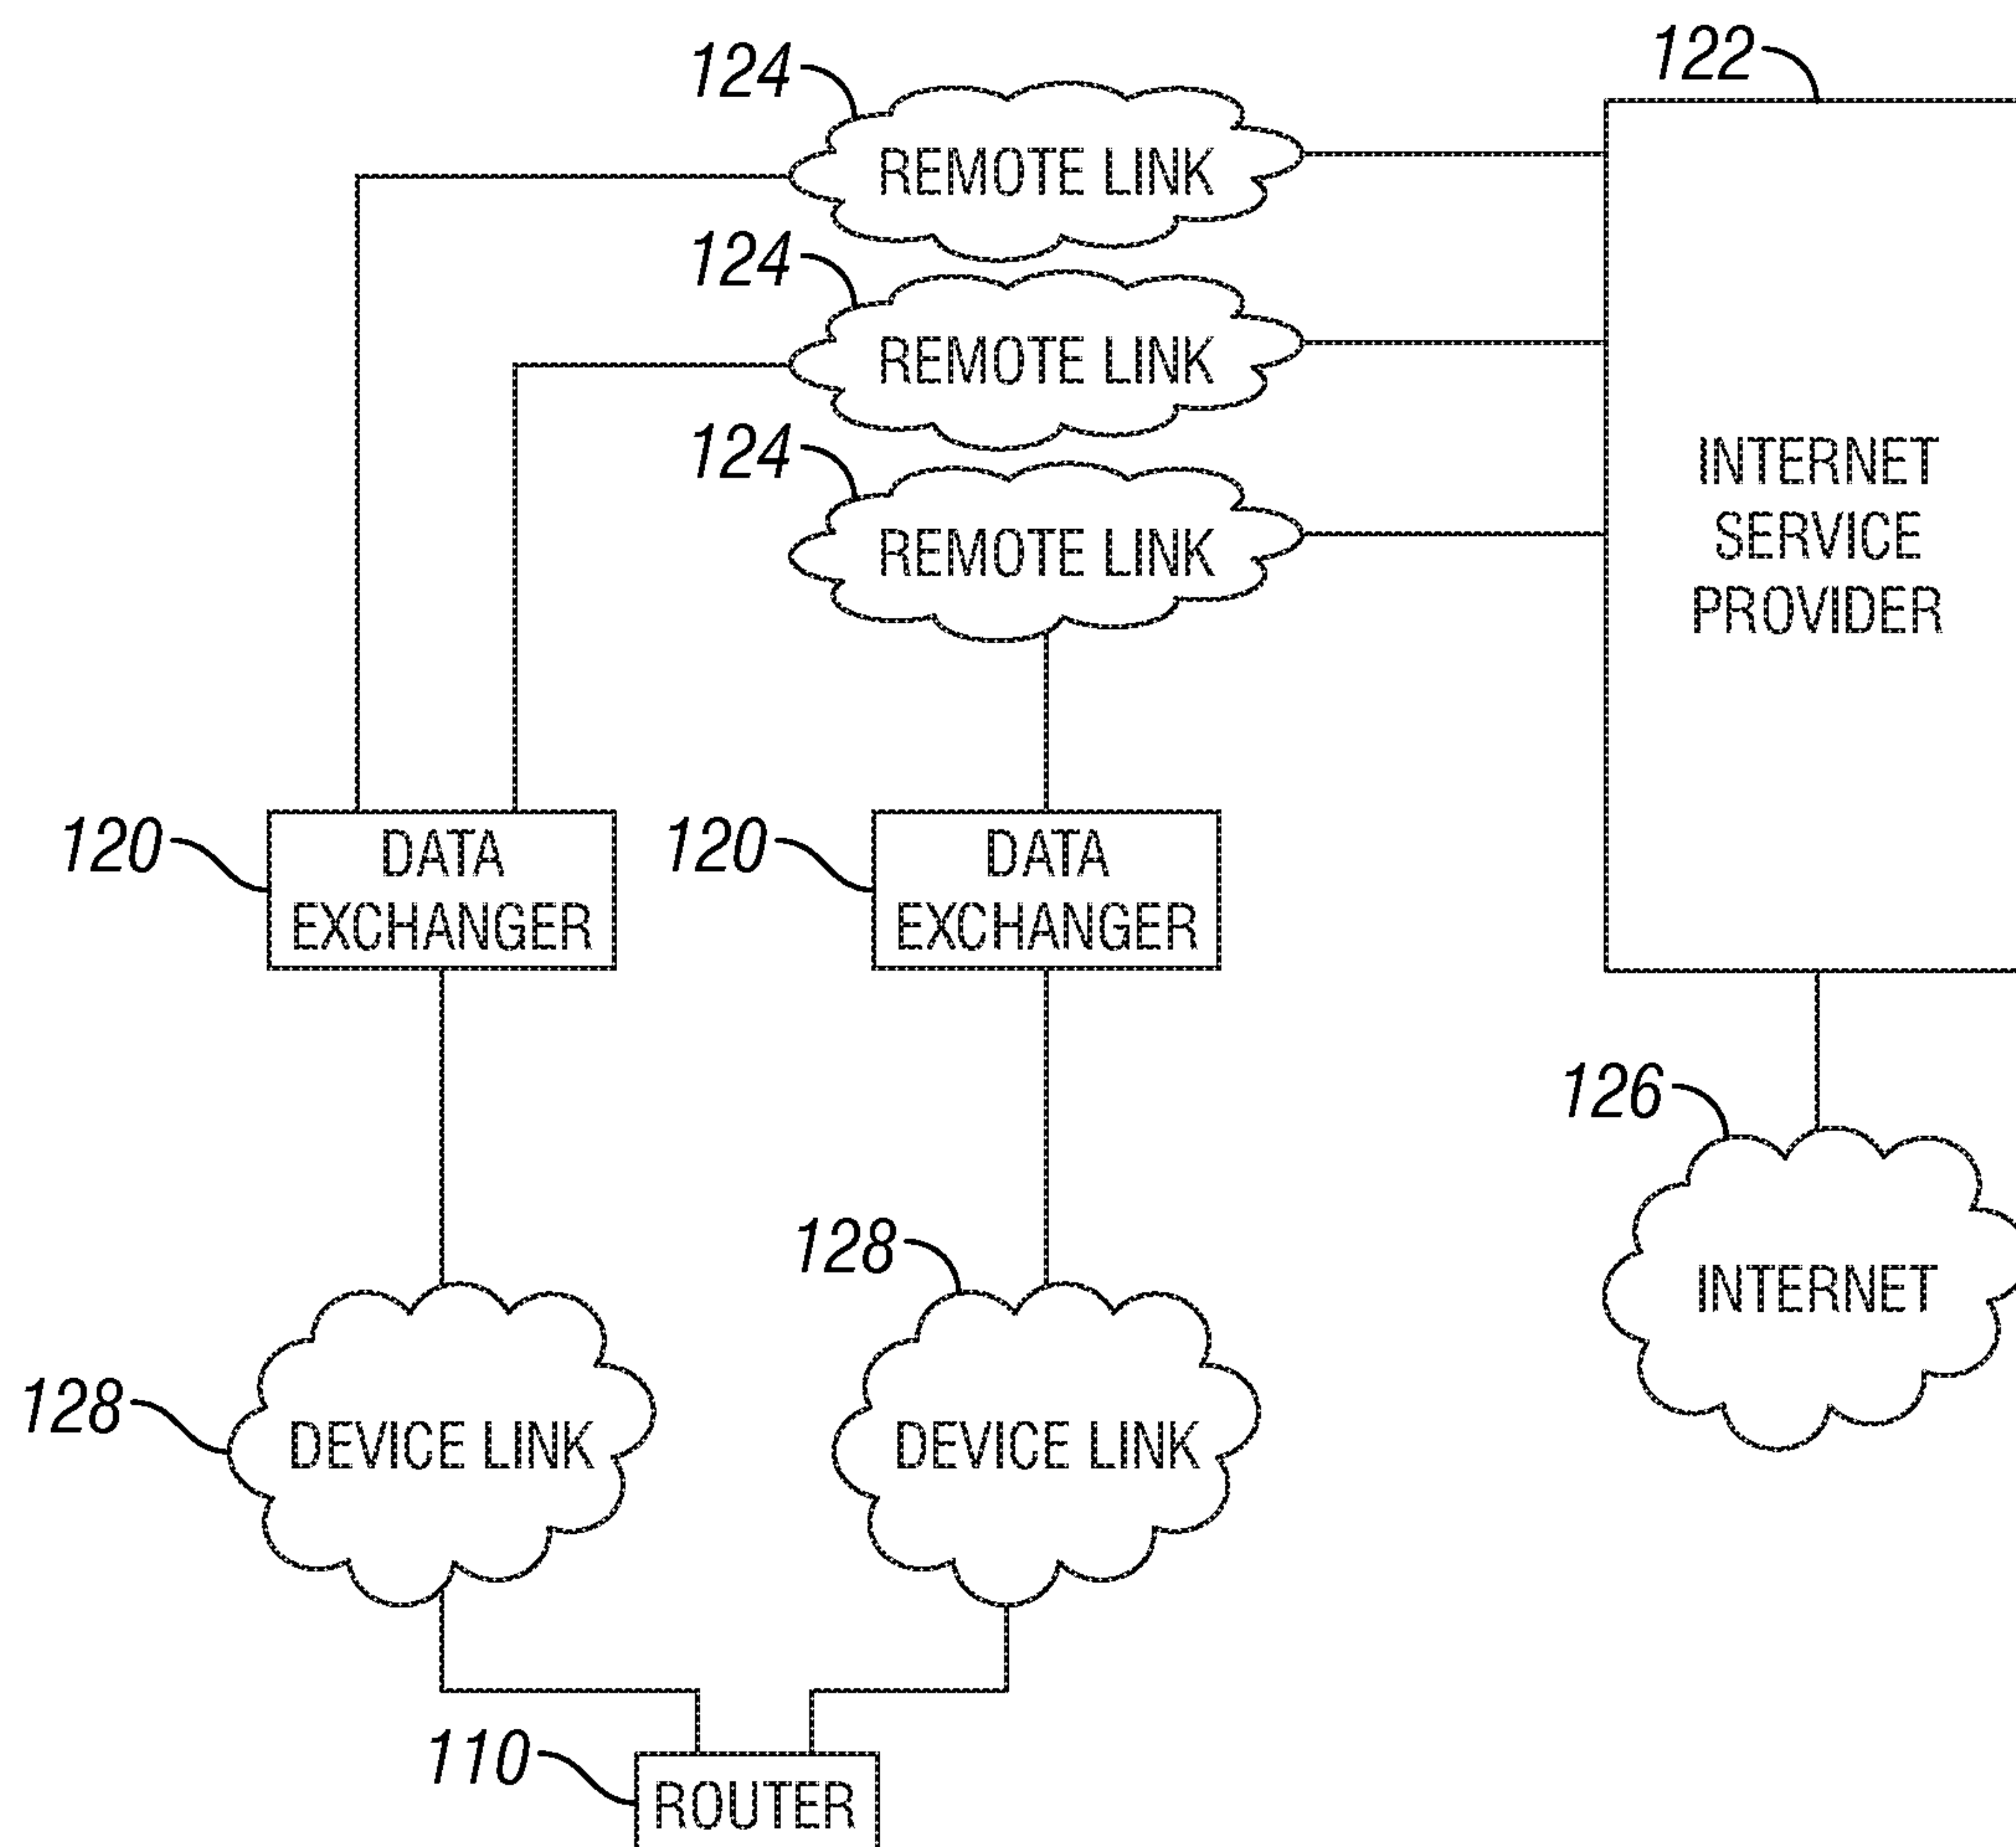 122
124
REMOTE LINK
124
REMOTE LINK
124
REMOTE LINK
INTERNET
SERVICE
PROVIDER
120
DATA
EXCHANGER
120
DATA
EXCHANGER
126
INTERNET
128
DEVICE LINK
128
DEVICE LINK
110
ROUTER